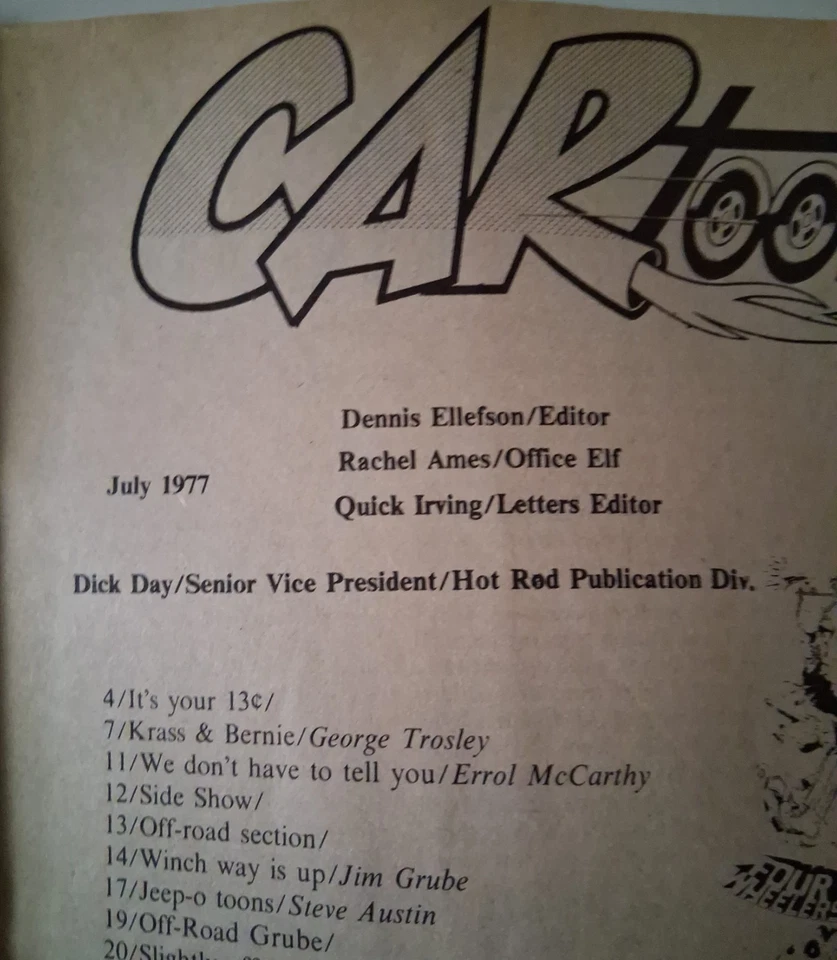 CARtoo
Dennis Ellefson/Editor
Rachel Ames/Office Elf
July 1977
Quick Irving/Letters Editor
Dick Day/Senior Vice President/Hot Rod Publication Div.
4/It's your 13¢/
7/Krass & Bernie/George Trosley
11/We don't have to tell you/Errol McCarthy
12/Side Show/
13/Off-road section/
14/Winch way is up/Jim Grube
17/Jeep-o toons/Steve Austin
19/Off-Road Grube/
20/
FOUR
WHEELERS